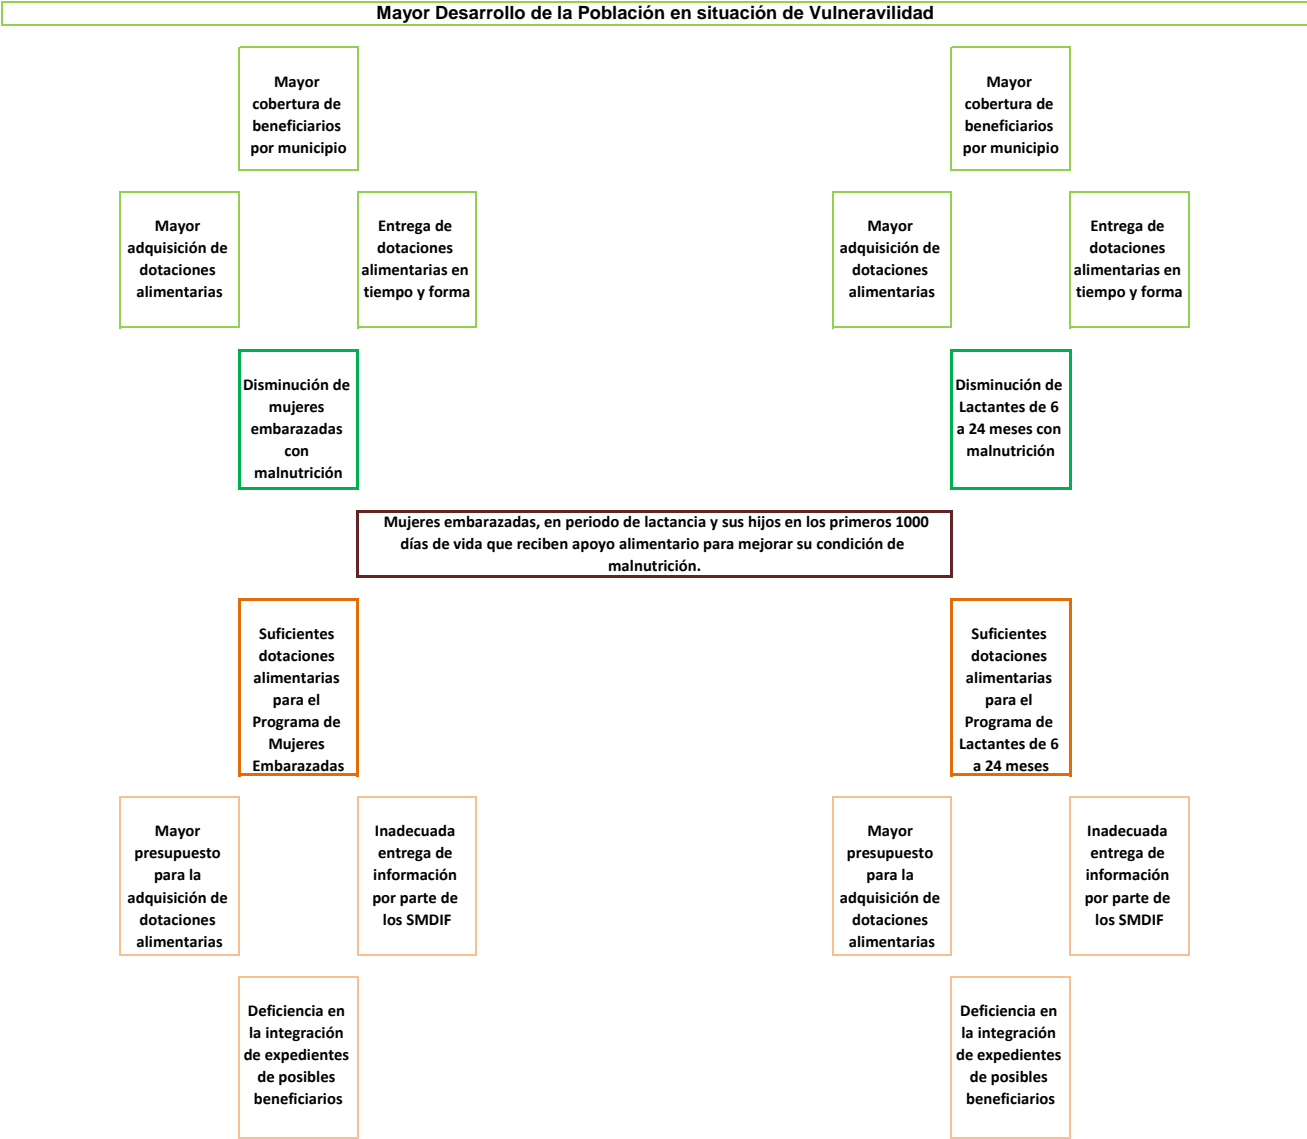 Mayor Desarrollo de la Población en situación de Vulneravilidad
Mayor
cobertura de
beneficiarios
por municipio
Mayor
cobertura de
beneficiarios
por municipio
Mayor
adquisición de
dotaciones
alimentarias
Entrega de
dotaciones
alimentarias en
tiempo y forma
Mayor
adquisición de
dotaciones
alimentarias
Entrega de
dotaciones
alimentarias en
tiempo y forma
Disminución de
mujeres
embarazadas
con
malnutrición
Disminución de
Lactantes de 6
a 24 meses con
malnutrición
Mujeres embarazadas, en periodo de lactancia y sus hijos en los primeros 1000
días de vida que reciben apoyo alimentario para mejorar su condición de
malnutrición.
Suficientes
dotaciones
alimentarias
para el
Programa de
Mujeres
Embarazadas
Suficientes
dotaciones
alimentarias
para el
Programa de
Lactantes de 6
a 24 meses
Mayor
presupuesto
para la
adquisición de
dotaciones
alimentarias
Inadecuada
entrega de
información
por parte de
los SMDIF
Mayor
presupuesto
para la
adquisición de
dotaciones
alimentarias
Inadecuada
entrega de
información
por parte de
los SMDIF
Deficiencia en
la integración
de expedientes
de posibles
beneficiarios
Deficiencia en
la integración
de expedientes
de posibles
beneficiarios